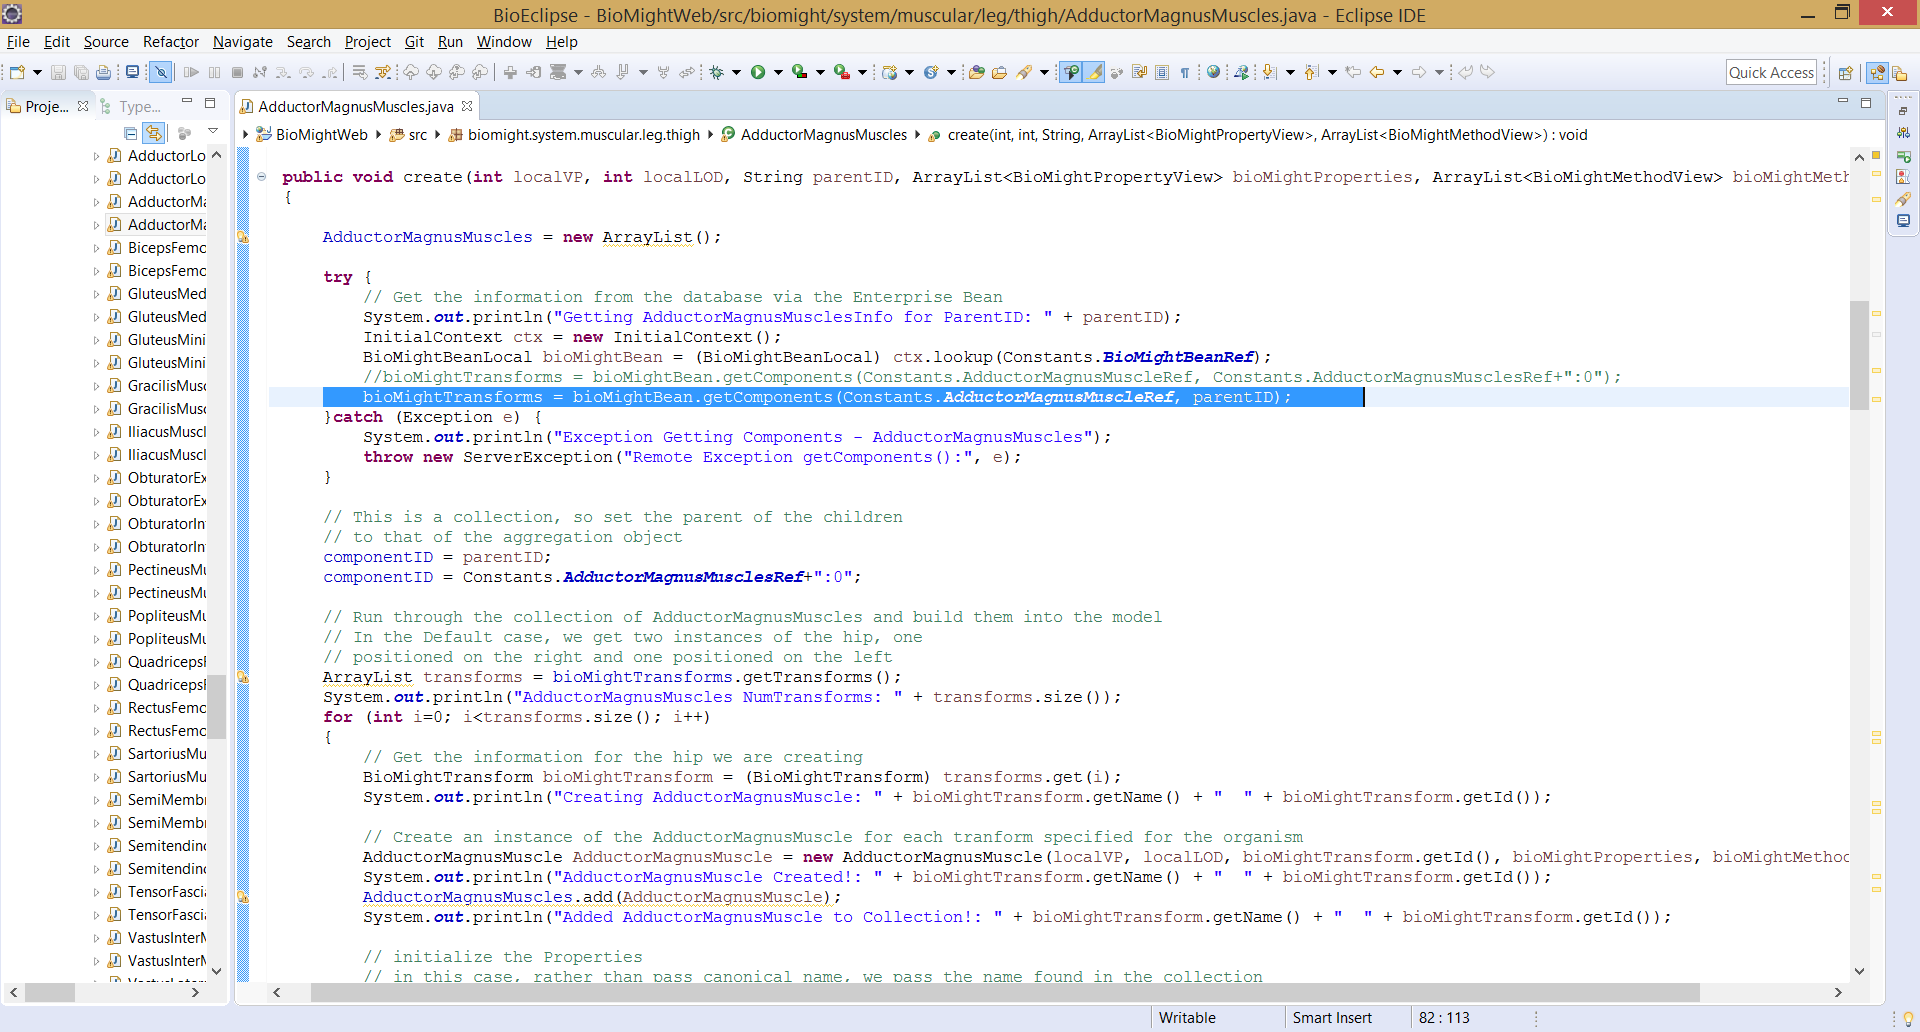 BioEclipse - BioMightWeb/src/biomight/system/muscular/leg/thigh/AdductorMagnusMuscles.java - Eclipse IDE
File Edit Source Refactor Navigate Search Project Git Run Window Help
Quick Access
Proje... Type...
AdductorMagnusMuscles.java
BioMightWeb src biomight.system.muscular.leg.thigh AdductorMagnusMuscles create(int, int, String, ArrayList<BioMightPropertyView>, ArrayList<BioMightMethodView>) : void
AdductorLo
AdductorLo
AdductorMa
AdductorMa
BicepsFemo
BicepsFemo
GluteusMed
GluteusMed
GluteusMini
GluteusMini
GracilisMusc
GracilisMusc
IliacusMuscl
IliacusMuscl
ObturatorEx
ObturatorEx
ObturatorIn
ObturatorIn
PectineusMu
PectineusMu
PopliteusMu
PopliteusMu
QuadricepsF
QuadricepsF
RectusFemo
RectusFemo
SartoriusMu
SartoriusMu
SemiMembr
SemiMembr
Semitendino
Semitendino
TensorFascia
TensorFascia
VastusInterM
VastusInterM
public void create(int localVP, int localLOD, String parentID, ArrayList<BioMightPropertyView> bioMightProperties, ArrayList<BioMightMethodView> bioMightMeth
{
AdductorMagnusMuscles = new ArrayList();
try {
// Get the information from the database via the Enterprise Bean
System.out.println("Getting AdductorMagnusMusclesInfo for ParentID: " + parentID);
InitialContext ctx = new InitialContext();
BioMightBeanLocal bioMightBean = (BioMightBeanLocal) ctx.lookup(Constants.BioMightBeanRef);
//bioMightTransforms = bioMightBean.getComponents(Constants.AdductorMagnusMuscleRef, Constants.AdductorMagnusMusclesRef+":0");
bioMightTransforms = bioMightBean.getComponents(Constants.AdductorMagnusMuscleRef, parentID);
}catch (Exception e) {
System.out.println("Exception Getting Components - AdductorMagnusMuscles");
throw new ServerException("Remote Exception getComponents():", e);
}
// This is a collection, so set the parent of the children
// to that of the aggregation object
componentID = parentID;
componentID = Constants.AdductorMagnusMusclesRef+":0";
// Run through the collection of AdductorMagnusMuscles and build them into the model
// In the Default case, we get two instances of the hip, one
// positioned on the right and one positioned on the left
ArrayList transforms = bioMightTransforms.getTransforms();
System.out.println("AdductorMagnusMuscles NumTransforms: " + transforms.size());
for (int i=0; i<transforms.size(); i++)
{
// Get the information for the hip we are creating
BioMightTransform bioMightTransform = (BioMightTransform) transforms.get(i);
System.out.println("Creating AdductorMagnusMuscle: " + bioMightTransform.getName() + "  " + bioMightTransform.getId());
// Create an instance of the AdductorMagnusMuscle for each tranform specified for the organism
AdductorMagnusMuscle AdductorMagnusMuscle = new AdductorMagnusMuscle(localVP, localLOD, bioMightTransform.getId(), bioMightProperties, bioMightMethod
System.out.println("AdductorMagnusMuscle Created!: " + bioMightTransform.getName() + "  " + bioMightTransform.getId());
AdductorMagnusMuscles.add(AdductorMagnusMuscle);
System.out.println("Added AdductorMagnusMuscle to Collection!: " + bioMightTransform.getName() + "  " + bioMightTransform.getId());
// initialize the Properties
// in this case, rather than pass canonical name, we pass the name found in the collection
Writable Smart Insert 82 : 113